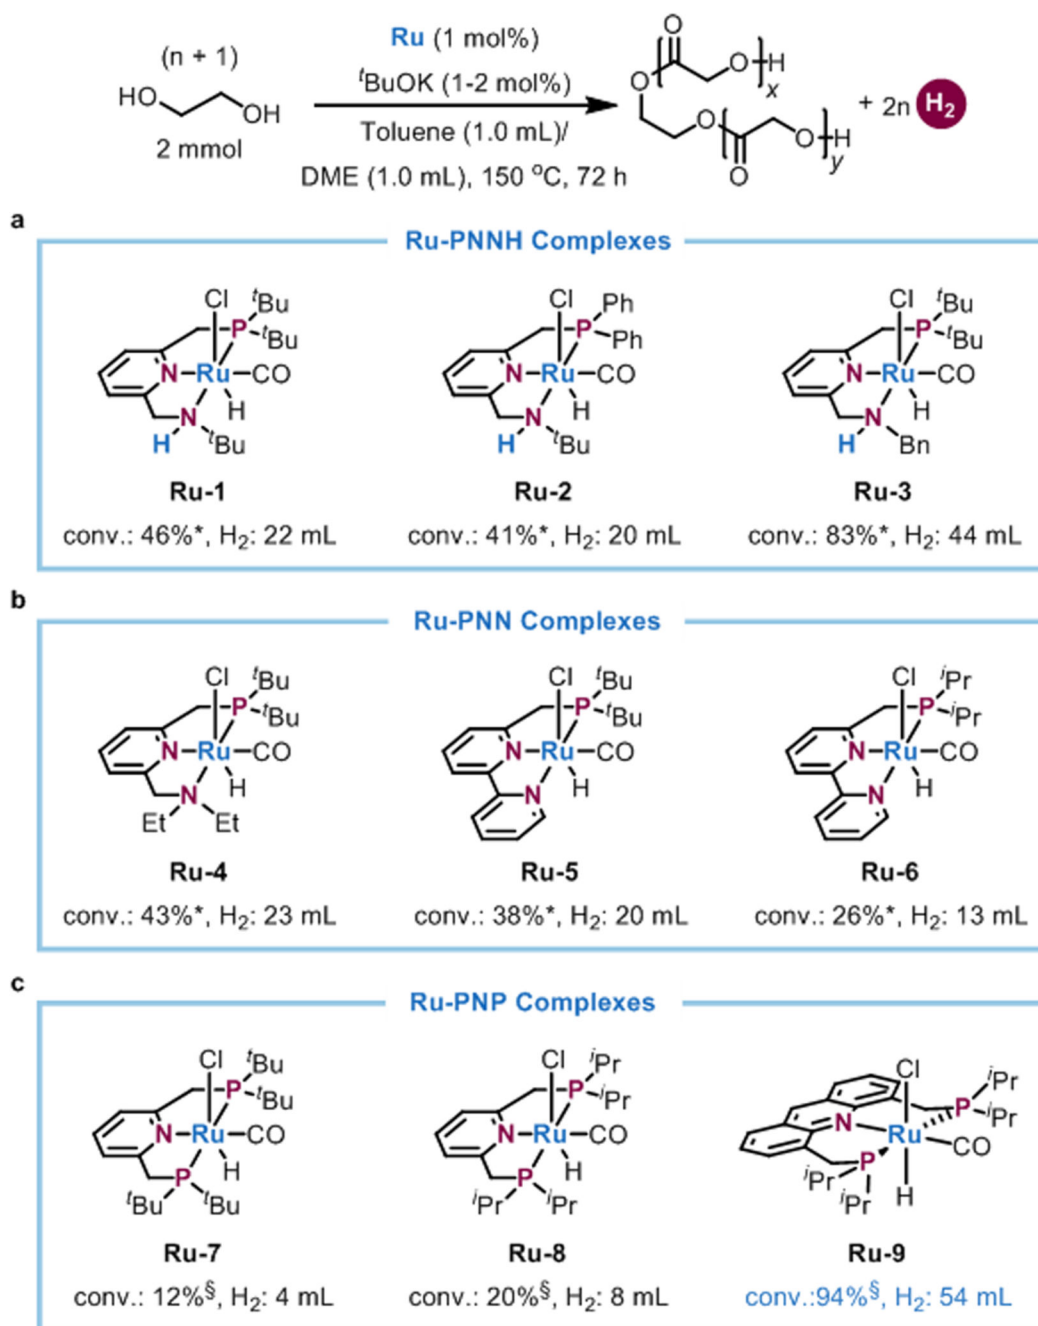 (n + 1)
HO
OH
2 mmol
Ru (1 mol%)
ᵗBuOK (1-2 mol%)
Toluene (1.0 mL)/
DME (1.0 mL), 150 °C, 72 h
O
O
H
x
O
O
O
H
y
O
+ 2n H₂
a
Ru-PNNH Complexes
Cl
ᵗBu
P
ᵗBu
N
Ru
CO
H
N
H
ᵗBu
Ru-1
conv.: 46%*, H₂: 22 mL
Cl
Ph
P
Ph
N
Ru
CO
H
N
H
ᵗBu
Ru-2
conv.: 41%*, H₂: 20 mL
Cl
ᵗBu
P
ᵗBu
N
Ru
CO
H
N
H
Bn
Ru-3
conv.: 83%*, H₂: 44 mL
b
Ru-PNN Complexes
Cl
ᵗBu
P
ᵗBu
N
Ru
CO
H
N
Et
Et
Ru-4
conv.: 43%*, H₂: 23 mL
Cl
ᵗBu
P
ᵗBu
N
Ru
CO
H
N
Ru-5
conv.: 38%*, H₂: 20 mL
Cl
ⁱPr
P
ⁱPr
N
Ru
CO
H
N
Ru-6
conv.: 26%*, H₂: 13 mL
c
Ru-PNP Complexes
Cl
ᵗBu
P
ᵗBu
N
Ru
CO
H
P
ᵗBu
ᵗBu
Ru-7
conv.: 12%§, H₂: 4 mL
Cl
ⁱPr
P
ⁱPr
N
Ru
CO
H
P
ⁱPr
ⁱPr
Ru-8
conv.: 20%§, H₂: 8 mL
Cl
ⁱPr
P
ⁱPr
N
Ru
CO
P
ⁱPr
ⁱPr
H
Ru-9
conv.:94%§, H₂: 54 mL